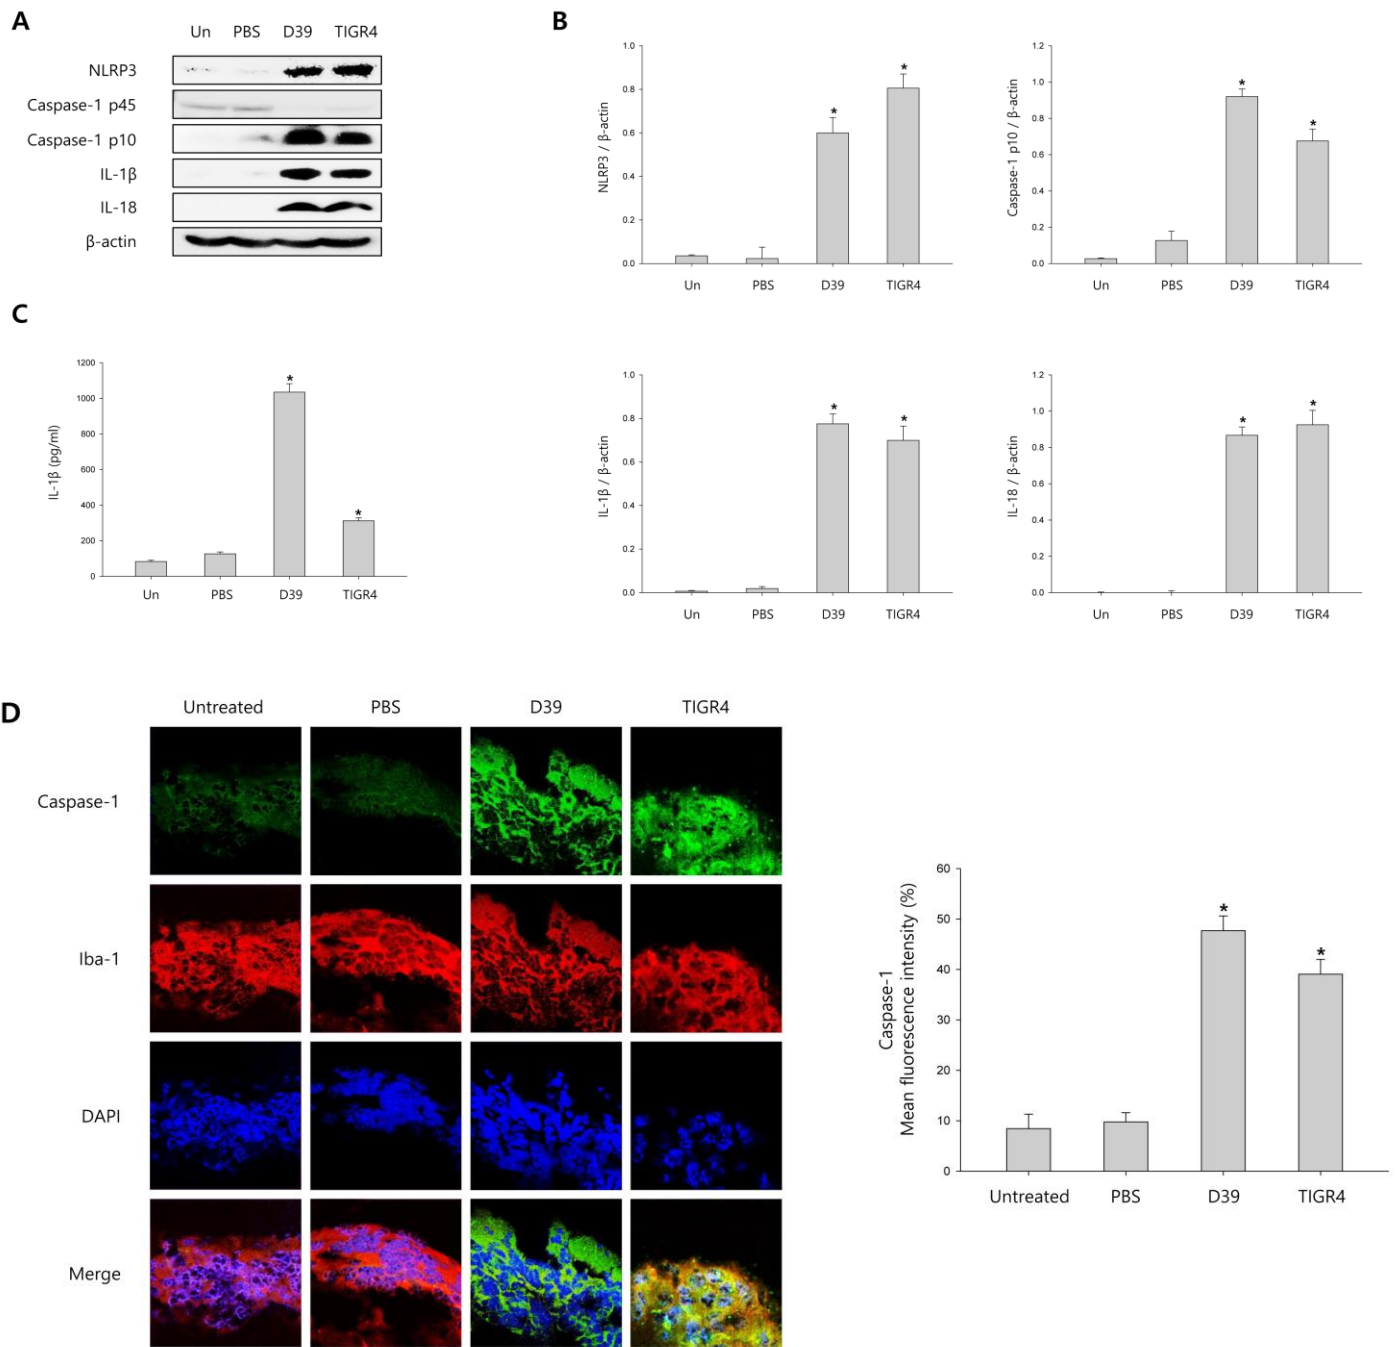 A
Un PBS D39 TIGR4
NLRP3
Caspase-1 p45
Caspase-1 p10
IL-1β
IL-18
β-actin
B
NLRP3 / β-actin
1.0
0.8
0.6
0.4
0.2
0.0
* *
Un PBS D39 TIGR4
Caspase-1 p10 / β-actin
1.2
1.0
0.8
0.6
0.4
0.2
0.0
* *
Un PBS D39 TIGR4
IL-1β / β-actin
1.0
0.8
0.6
0.4
0.2
0.0
* *
Un PBS D39 TIGR4
IL-18 / β-actin
1.2
1.0
0.8
0.6
0.4
0.2
0.0
* *
Un PBS D39 TIGR4
C
IL-1β (pg/ml)
1200
1000
800
600
400
200
0
* *
Un PBS D39 TIGR4
D
Untreated PBS D39 TIGR4
Caspase-1
Iba-1
DAPI
Merge
Caspase-1
Mean fluorescence intensity (%)
60
50
40
30
20
10
0
* *
Untreated PBS D39 TIGR4